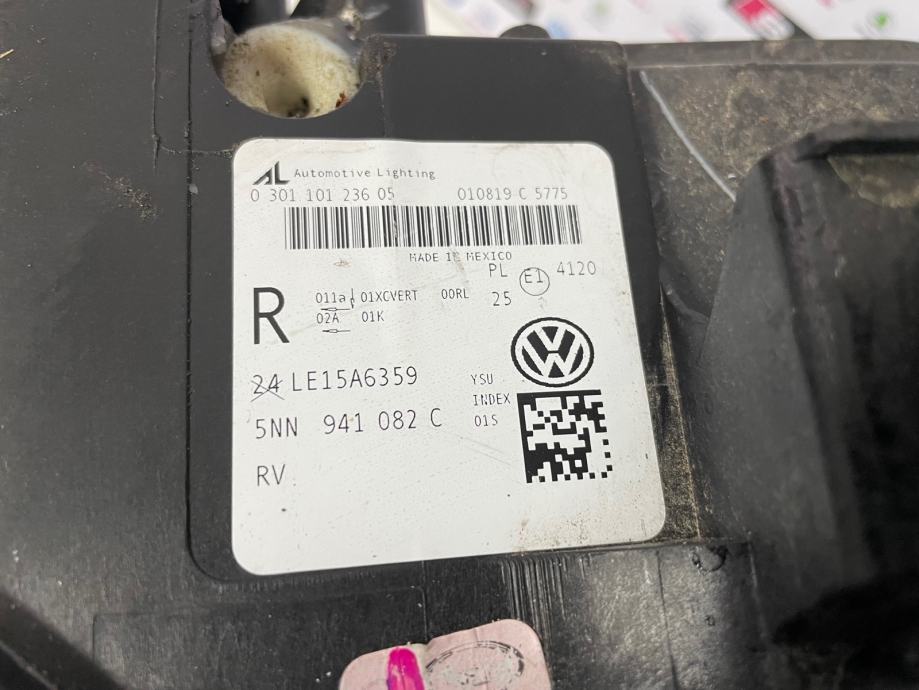 AL Automotive Lighting
0 301 101 236 05 010819 C 5775
MADE IN MEXICO
PL E1 4120
R 011a 01XCVERT 00RL 25
02A 01K
24 LE15A6359 YSU
INDEX
5NN 941 082 C 01S
RV